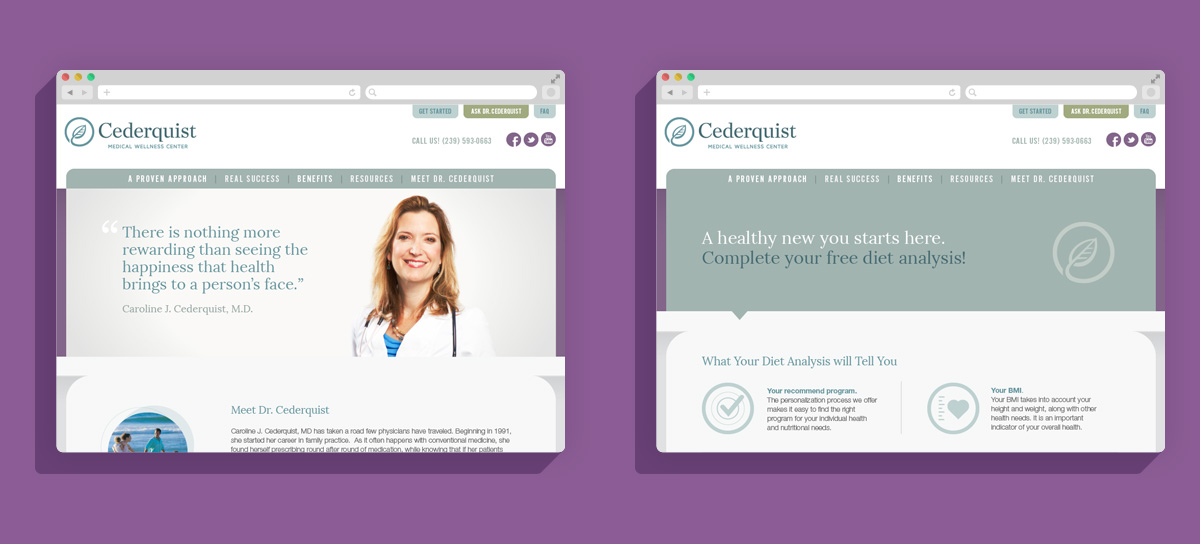 GET STARTED
ASK DR. CEDERQUIST
FAQ
Cederquist
MEDICAL WELLNESS CENTER
CALL US! (239) 593-0663
You Tube
A PROVEN APPROACH | REAL SUCCESS | BENEFITS | RESOURCES | MEET DR. CEDERQUIST
“ There is nothing more
rewarding than seeing the
happiness that health
brings to a person’s face.”
Caroline J. Cederquist, M.D.
Meet Dr. Cederquist
Caroline J. Cederquist, MD has taken a road few physicians have traveled. Beginning in 1991,
she started her career in family practice. As it often happens with conventional medicine, she
found herself prescribing round after round of medication, while knowing that if her patients
GET STARTED
ASK DR. CEDERQUIST
FAQ
Cederquist
MEDICAL WELLNESS CENTER
CALL US! (239) 593-0663
You Tube
A PROVEN APPROACH | REAL SUCCESS | BENEFITS | RESOURCES | MEET DR. CEDERQUIST
A healthy new you starts here.
Complete your free diet analysis!
What Your Diet Analysis will Tell You
Your recommend program.
The personalization process we offer
makes it easy to find the right
program for your individual health
and nutritional needs.
Your BMI.
Your BMI takes into account your
height and weight, along with other
health needs. It is an important
indicator of your overall health.